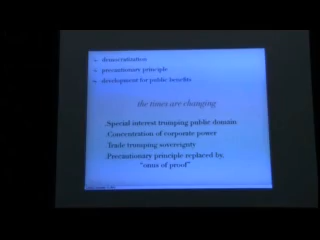 democratization
precautionary principle
development for public benefits
the times are changing
Special interest trumping public domain
Concentration of corporate power
Trade trumping sovereignty
Precautionary principle replaced by,
"onus of proof"